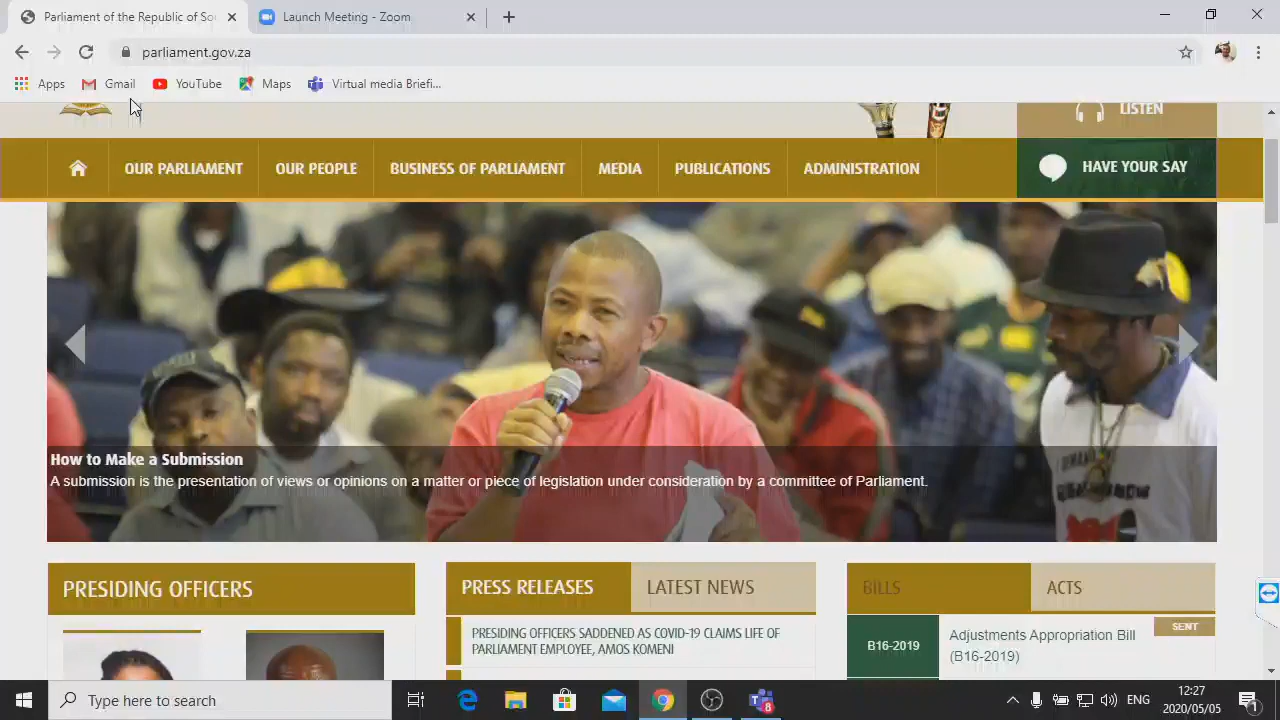 Parliament of the Republic of So
Launch Meeting - Zoom
parliament.gov.za
Apps
Gmail
YouTube
Maps
Virtual media Briefi...
LISTEN
OUR PARLIAMENT
OUR PEOPLE
BUSINESS OF PARLIAMENT
MEDIA
PUBLICATIONS
ADMINISTRATION
HAVE YOUR SAY
How to Make a Submission
A submission is the presentation of views or opinions on a matter or piece of legislation under consideration by a committee of Parliament.
PRESIDING OFFICERS
PRESS RELEASES
LATEST NEWS
PRESIDING OFFICERS SADDENED AS COVID-19 CLAIMS LIFE OF
PARLIAMENT EMPLOYEE, AMOS KOMENI
BILLS
ACTS
B16-2019
Adjustments Appropriation Bill
(B16-2019)
SENT
Type here to search
8
ENG
12:27
2020/05/05
1